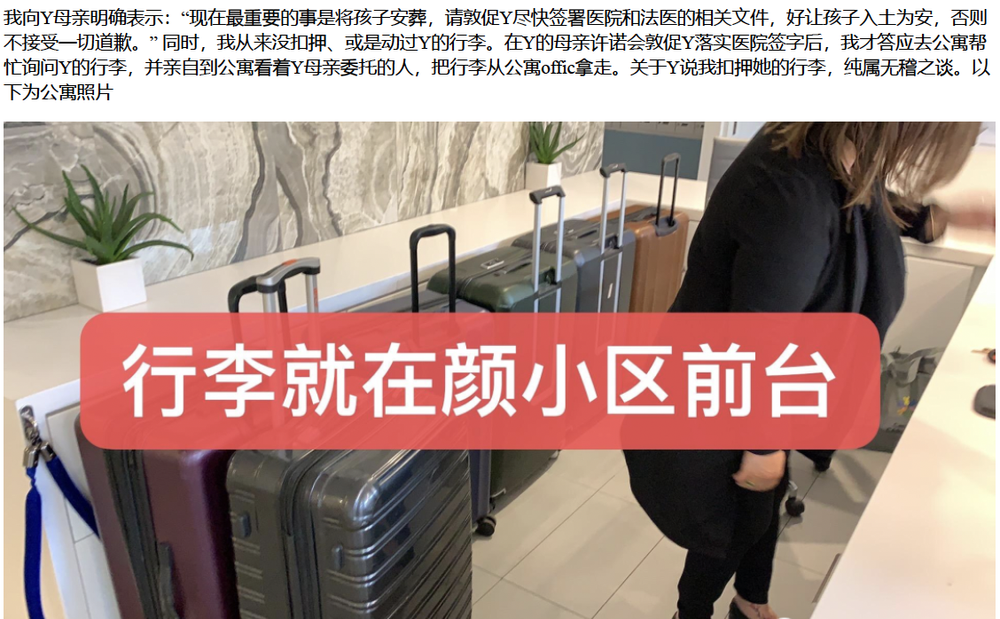 我向Y母亲明确表示：“现在最重要的事是将孩子安葬，请敦促Y尽快签署医院和法医的相关文件，好让孩子入土为安，否则
不接受一切道歉。” 同时，我从来没扣押、或是动过Y的行李。在Y的母亲许诺会敦促Y落实医院签字后，我才答应去公寓帮
忙询问Y的行李，并亲自到公寓看着Y母亲委托的人，把行李从公寓offic拿走。关于Y说我扣押她的行李，纯属无稽之谈。以
下为公寓照片
行李就在颜小区前台